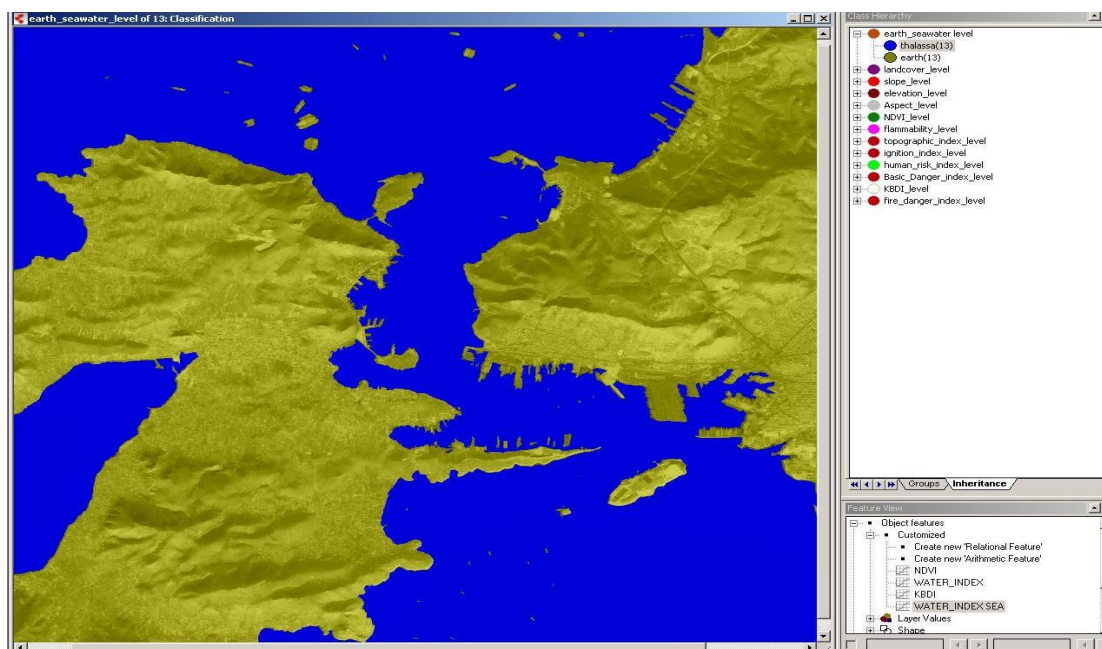 earth_seawater_level of 13: Classification
Class Hierarchy
earth_seawater level
thalassa(13)
earth(13)
landcover_level
slope_level
elevation_level
Aspect_level
NDVI_level
flammability_level
topographic_index_level
ignition_index_level
human_risk_index_level
Basic_Danger_index_level
KBDI_level
fire_danger_index_level
Groups Inheritance
Feature View
Object features
Customized
Create new 'Relational Feature'
Create new 'Arithmetic Feature'
NDVI
WATER_INDEX
KBDI
WATER_INDEX SEA
Layer Values
Shape